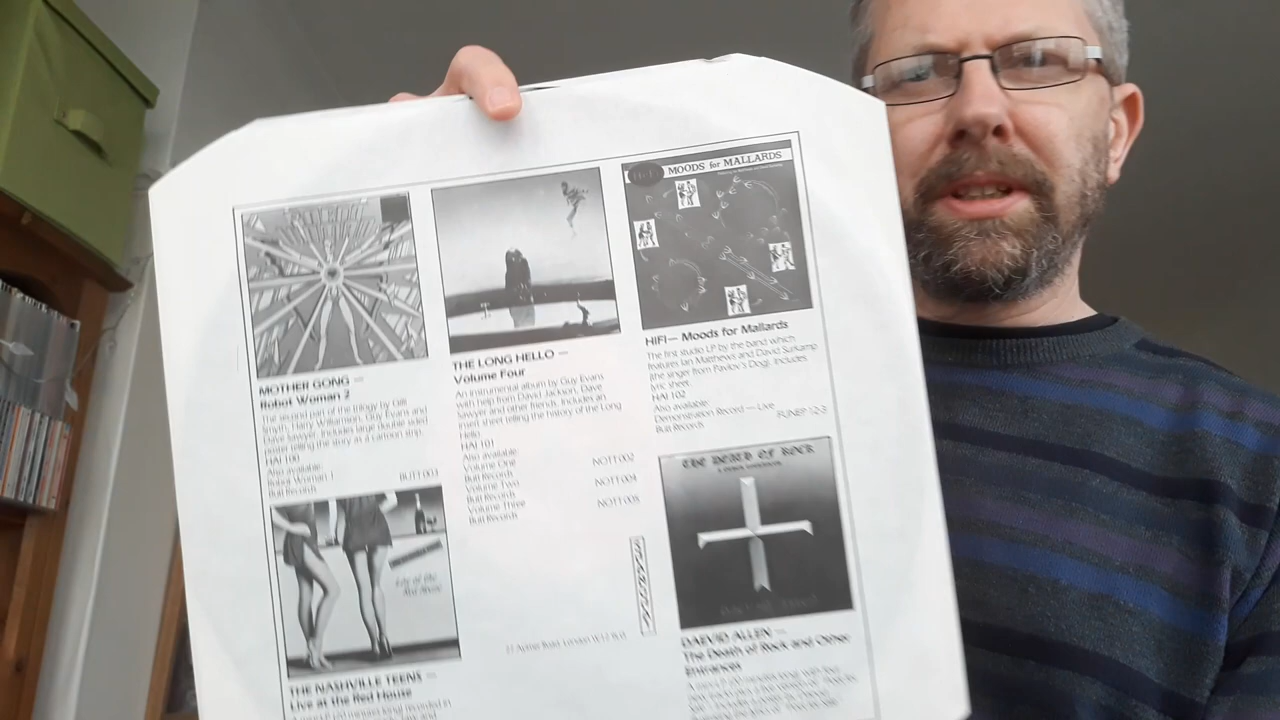 MOTHER GONG —
Robot Woman 2
The second part of the trilogy by Gilli
Smyth, Harry Williamson, Guy Evans and
Dave Sawyer. Includes large double sided
poster telling the story as a cartoon strip.
HAI 100
Also available:
Robot Woman 1
Butt Records BUTT 003
THE LONG HELLO —
Volume Four
An instrumental album by Guy Evans
with help from David Jackson, Dave
Sawyer and other friends. Includes an
insert sheet telling the history of the Long
Hello.
HAI 101
Also available:
Volume One
Butt Records NOTT 002
Volume Two
Butt Records NOTT 004
Volume Three
Butt Records NOTT 005
MOODS for MALLARDS
HIFI— Moods for Mallards
The first studio LP by the band which
features Ian Matthews and David Surkamp
(the singer from Pavlov's Dog). Includes
lyric sheet.
HAI 102
Also available:
Demonstration Record — Live
Butt Records FUNEP 12-3
THE NASHVILLE TEENS —
Live at the Red House
recorded in
London W12
THE DEATH OF ROCK
DAEVID ALLEN —
The Death of Rock and Other
Entrances